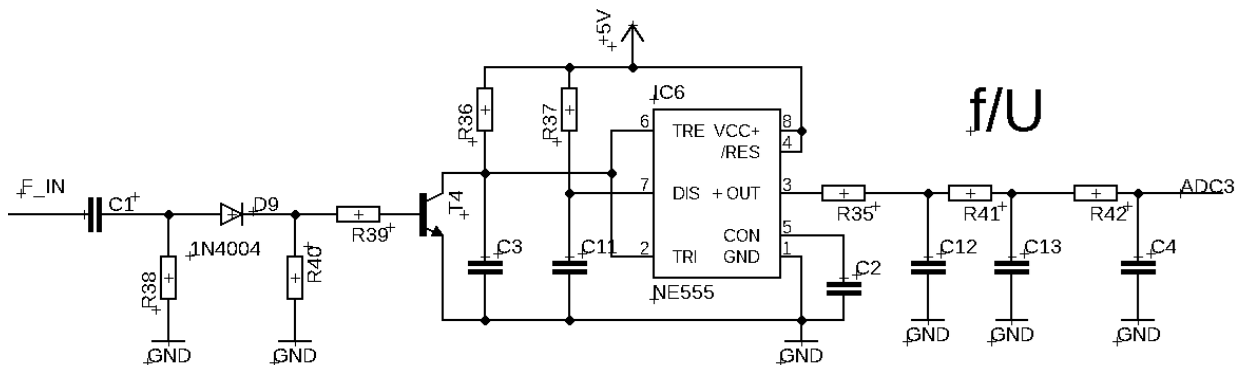 +5V
IC6
f/U
R36
R37
6
TRE
VCC+
8
/RES
4
F_IN
C1
D9
T4
7
DIS
OUT
3
ADC3
R35
R41
R42
R39
1N4004
R38
R40
C3
C11
CON
5
2
TRI
GND
1
C2
C12
C13
C4
NE555
GND
GND
GND
GND
GND
GND